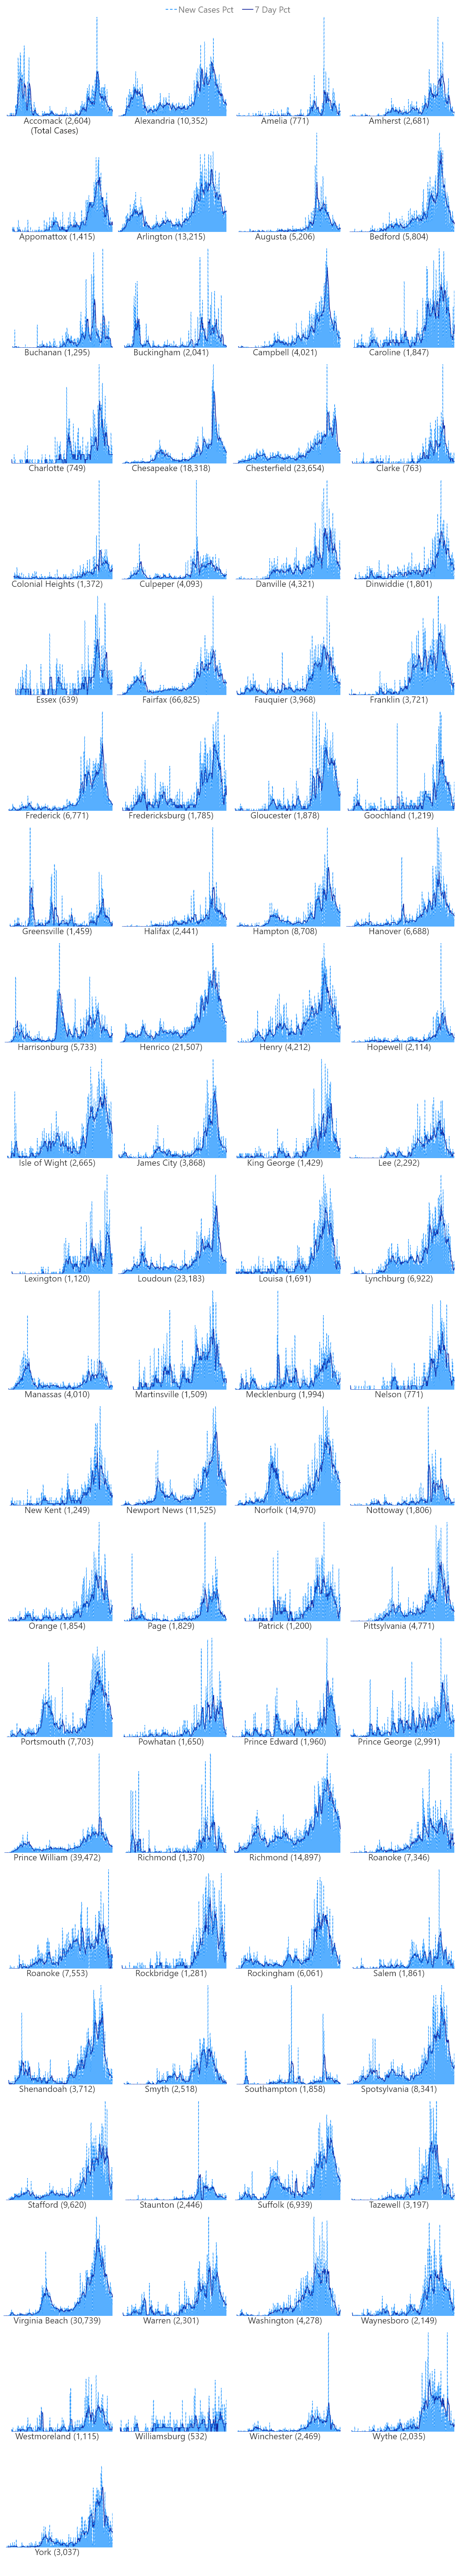 New Cases Pct 7 Day Pct
Accomack (2,604) Alexandria (10,352) Amelia (771) Amherst (2,681)
(Total Cases)
Appomattox (1,415) Arlington (13,215) Augusta (5,206) Bedford (5,804)
Buchanan (1,295) Buckingham (2,041) Campbell (4,021) Caroline (1,847)
Charlotte (749) Chesapeake (18,318) Chesterfield (23,654) Clarke (763)
Colonial Heights (1,372) Culpeper (4,093) Danville (4,321) Dinwiddie (1,801)
Essex (639) Fairfax (66,825) Fauquier (3,968) Franklin (3,721)
Frederick (6,771) Fredericksburg (1,785) Gloucester (1,878) Goochland (1,219)
Greensville (1,459) Halifax (2,441) Hampton (8,708) Hanover (6,688)
Harrisonburg (5,733) Henrico (21,507) Henry (4,212) Hopewell (2,114)
Isle of Wight (2,665) James City (3,868) King George (1,429) Lee (2,292)
Lexington (1,120) Loudoun (23,183) Louisa (1,691) Lynchburg (6,922)
Manassas (4,010) Martinsville (1,509) Mecklenburg (1,994) Nelson (771)
New Kent (1,249) Newport News (11,525) Norfolk (14,970) Nottoway (1,806)
Orange (1,854) Page (1,829) Patrick (1,200) Pittsylvania (4,771)
Portsmouth (7,703) Powhatan (1,650) Prince Edward (1,960) Prince George (2,991)
Prince William (39,472) Richmond (1,370) Richmond (14,897) Roanoke (7,346)
Roanoke (7,553) Rockbridge (1,281) Rockingham (6,061) Salem (1,861)
Shenandoah (3,712) Smyth (2,518) Southampton (1,858) Spotsylvania (8,341)
Stafford (9,620) Staunton (2,446) Suffolk (6,939) Tazewell (3,197)
Virginia Beach (30,739) Warren (2,301) Washington (4,278) Waynesboro (2,149)
Westmoreland (1,115) Williamsburg (532) Winchester (2,469) Wythe (2,035)
York (3,037)